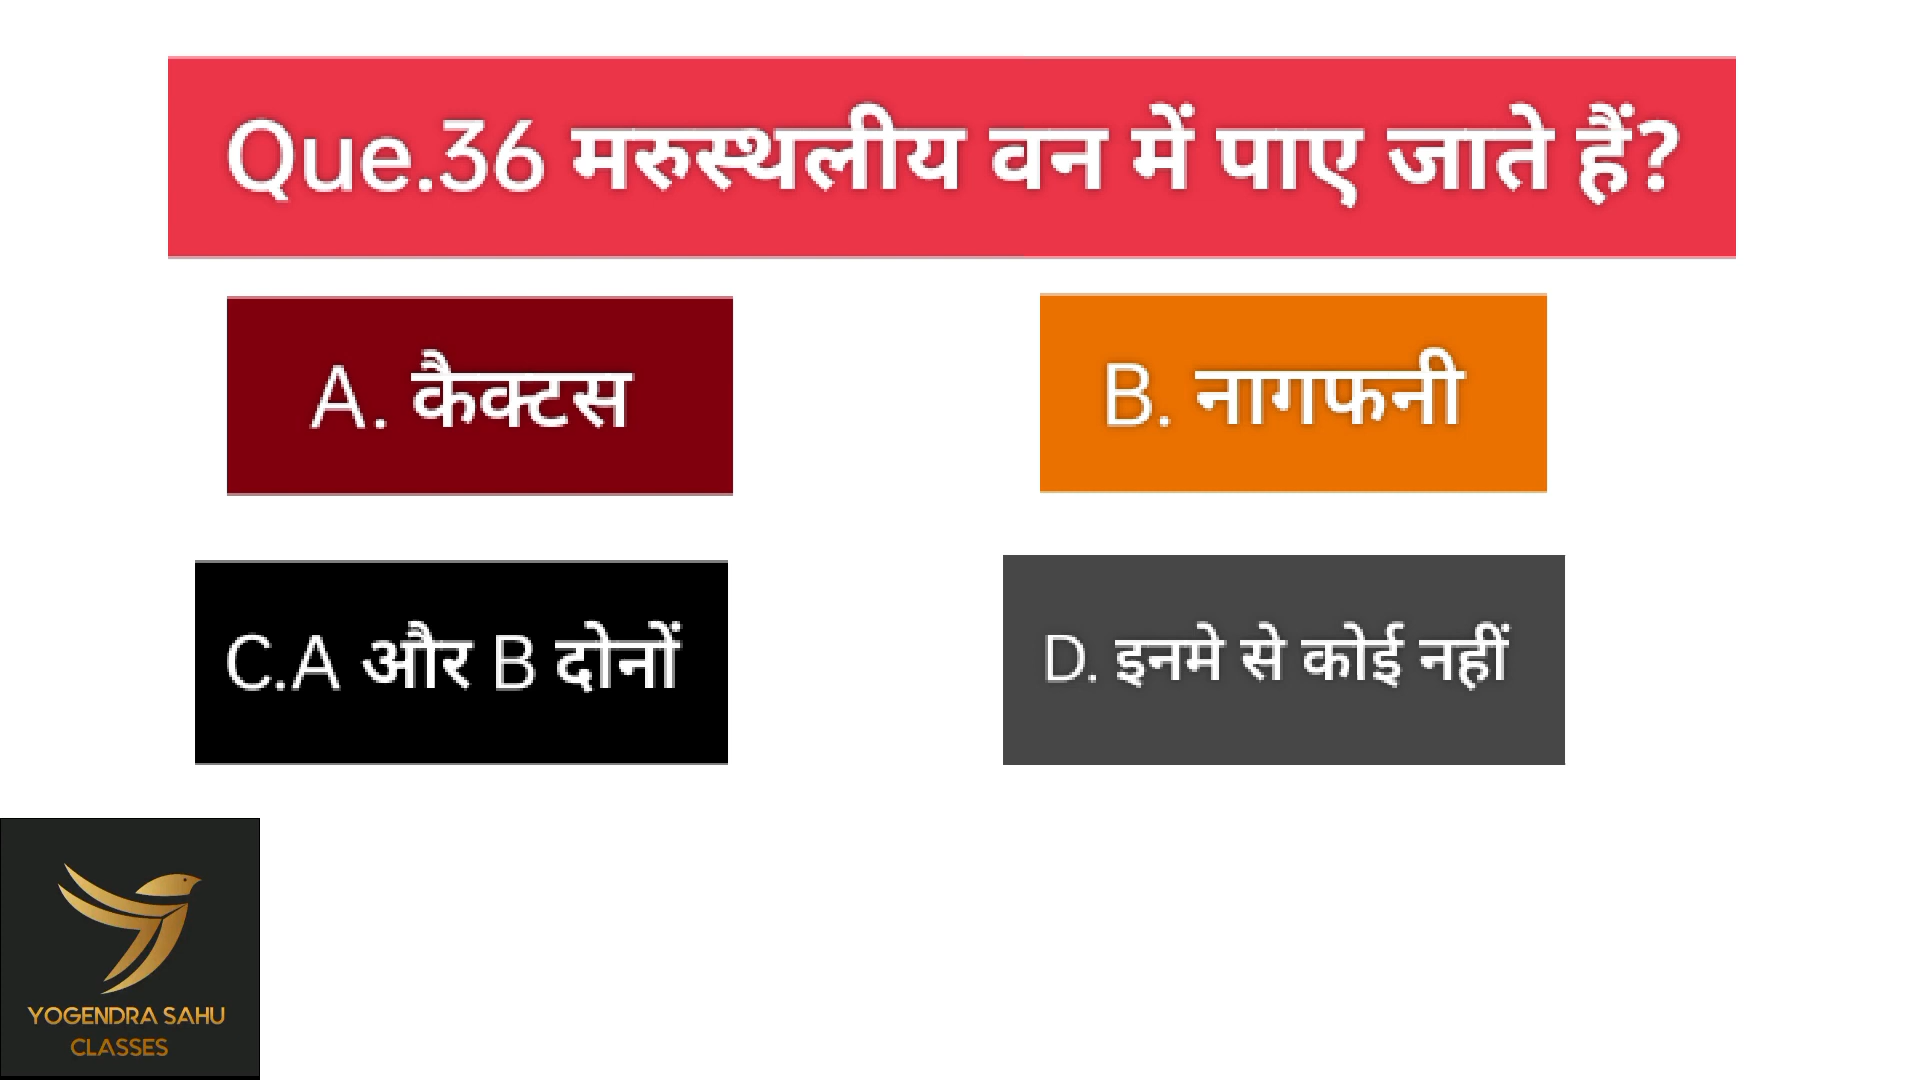 Que.36 मरुस्थलीय वन में पाए जाते हैं?
A. कैक्टस
B. नागफनी
C.A और B दोनों
D. इनमे से कोई नहीं
YOGENDRA SAHU
CLASSES